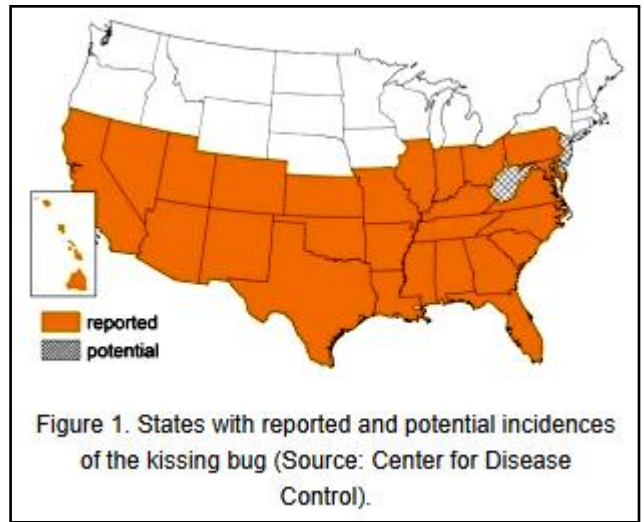 reported
potential
Figure 1. States with reported and potential incidences
of the kissing bug (Source: Center for Disease
Control).